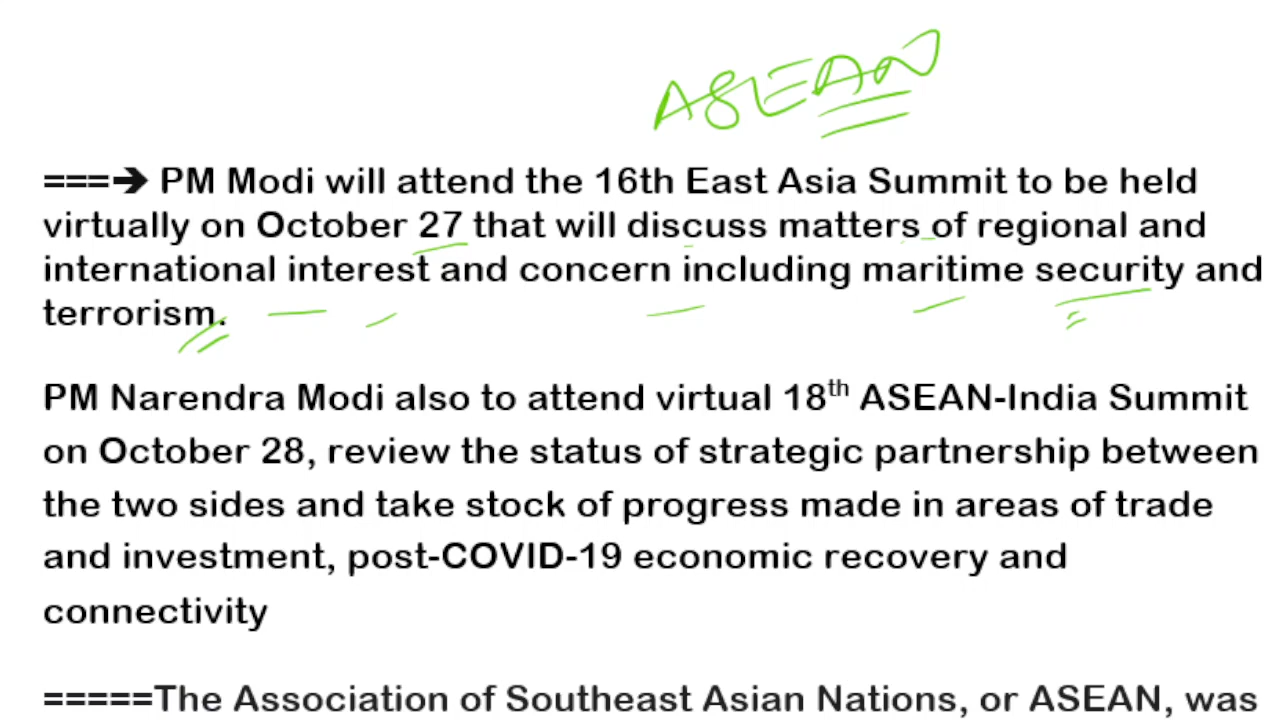 ASEAN
===➔ PM Modi will attend the 16th East Asia Summit to be held
virtually on October 27 that will discuss matters of regional and
international interest and concern including maritime security and
terrorism.
PM Narendra Modi also to attend virtual 18th ASEAN-India Summit
on October 28, review the status of strategic partnership between
the two sides and take stock of progress made in areas of trade
and investment, post-COVID-19 economic recovery and
connectivity
=====The Association of Southeast Asian Nations, or ASEAN, was